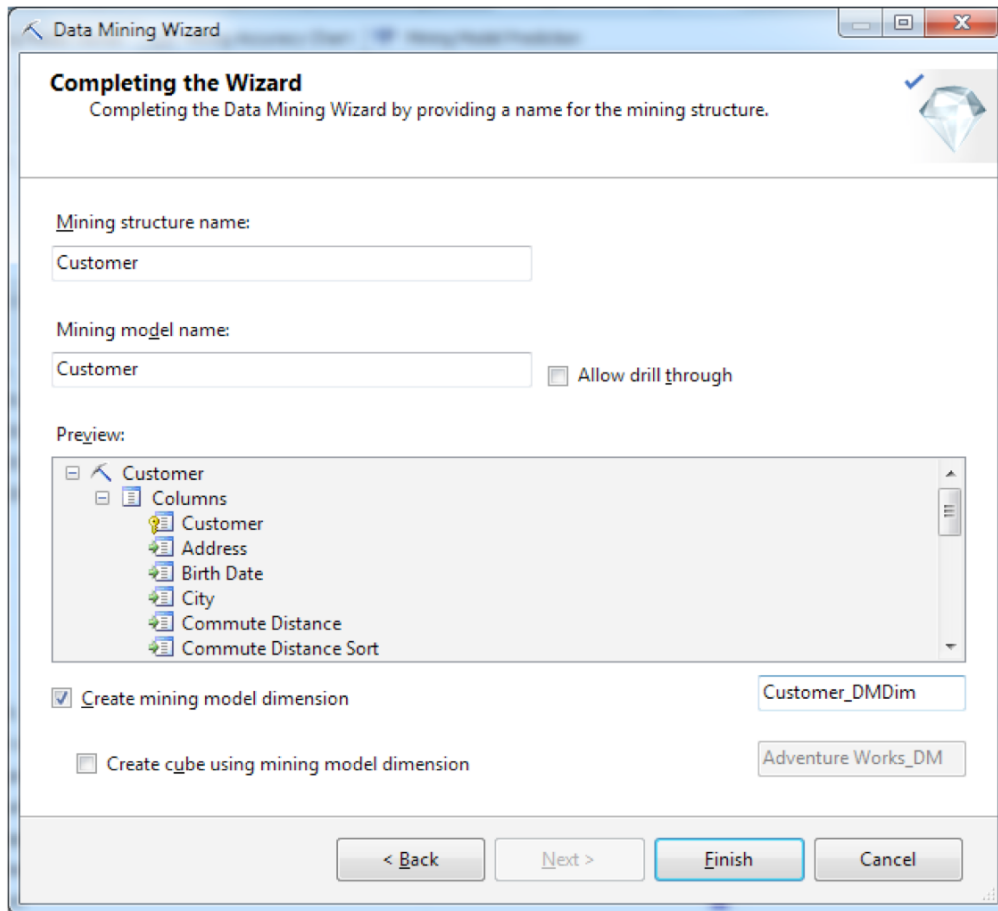 Data Mining Wizard
Completing the Wizard
Completing the Data Mining Wizard by providing a name for the mining structure.
Mining structure name:
Customer
Mining model name:
Customer
Allow drill through
Preview:
Customer
Columns
Customer
Address
Birth Date
City
Commute Distance
Commute Distance Sort
Create mining model dimension
Customer_DMDim
Create cube using mining model dimension
Adventure Works_DM
< Back
Next >
Finish
Cancel